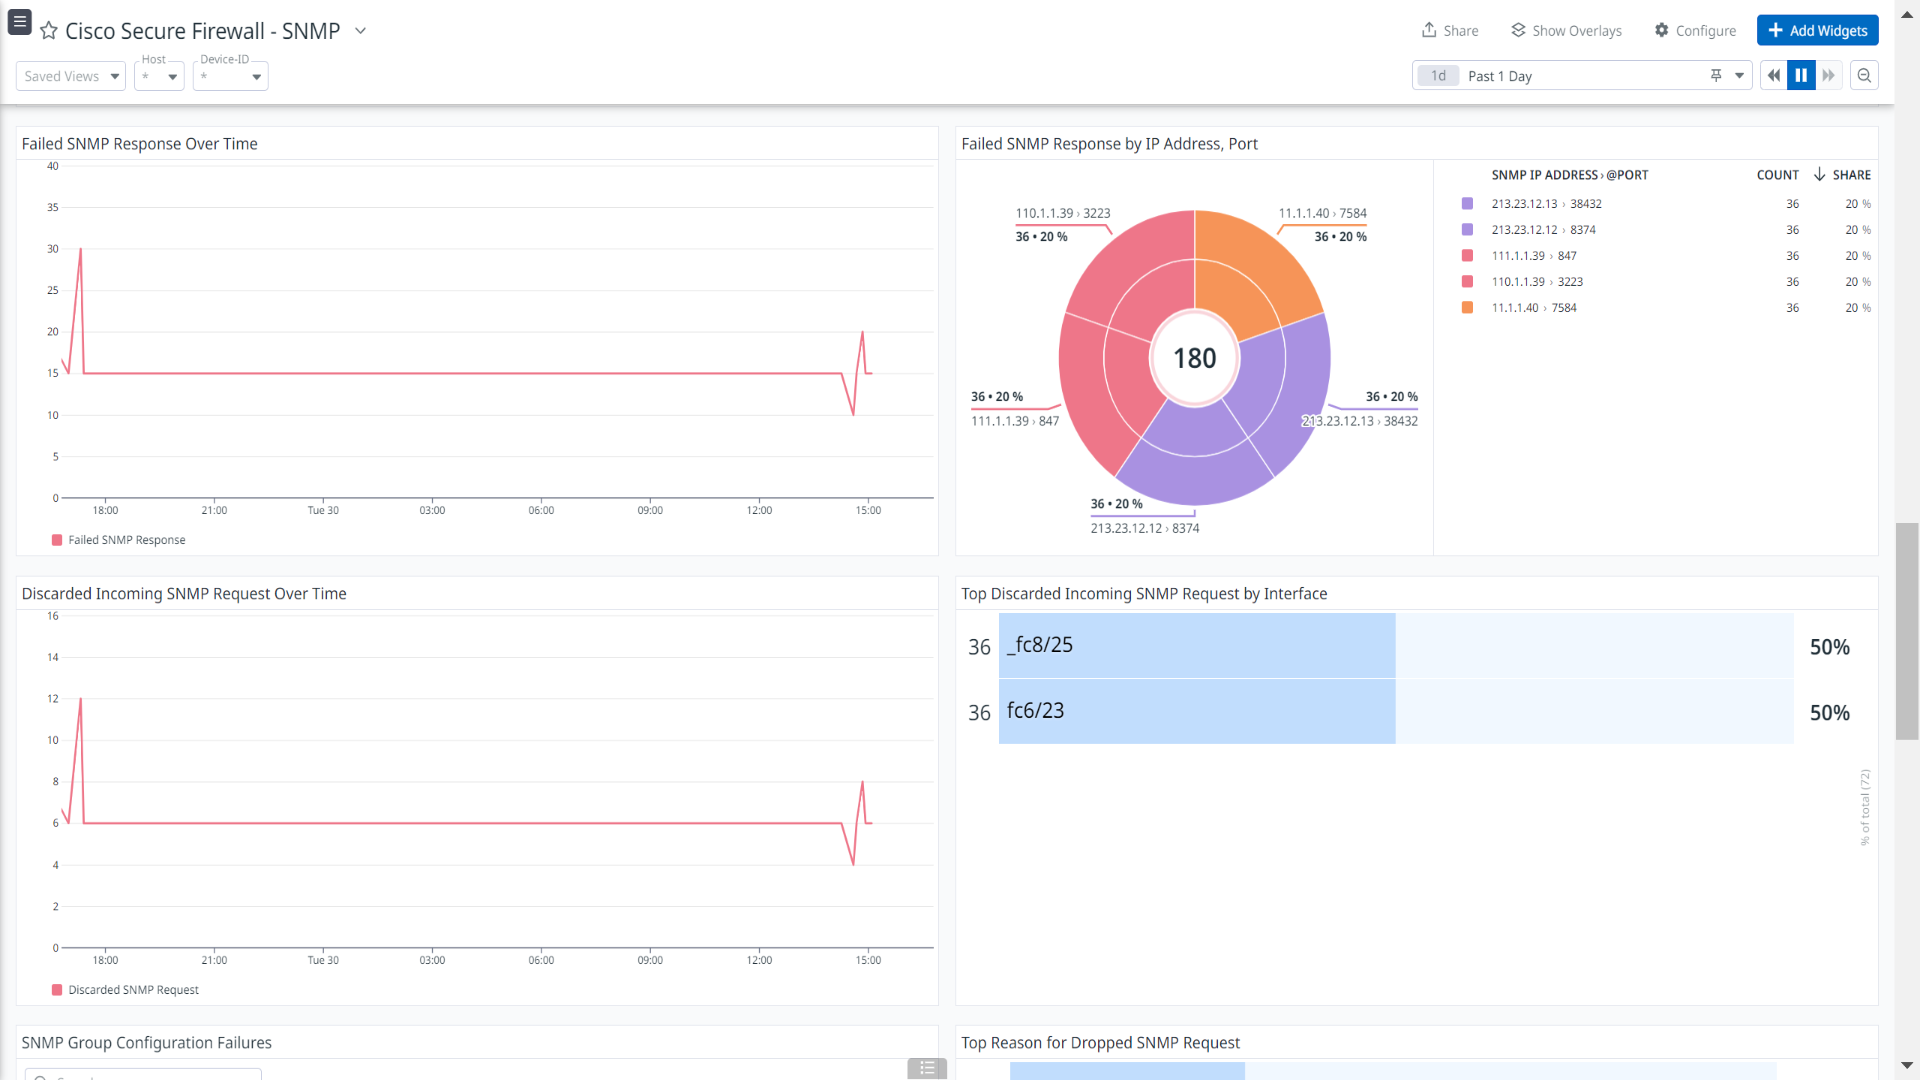 Cisco Secure Firewall - SNMP
Share
Show Overlays
Configure
Add Widgets
Saved Views
Host
*
Device-ID
*
1d
Past 1 Day
Failed SNMP Response Over Time
40
35
30
25
20
15
10
5
0
18:00 21:00 Tue 30 03:00 06:00 09:00 12:00 15:00
Failed SNMP Response
Failed SNMP Response by IP Address, Port
110.1.1.39 › 3223
36 • 20 %
11.1.1.40 › 7584
36 • 20 %
180
36 • 20 %
111.1.1.39 › 847
36 • 20 %
213.23.12.13 › 38432
36 • 20 %
213.23.12.12 › 8374
SNMP IP ADDRESS › @PORT COUNT SHARE
213.23.12.13 › 38432 36 20 %
213.23.12.12 › 8374 36 20 %
111.1.1.39 › 847 36 20 %
110.1.1.39 › 3223 36 20 %
11.1.1.40 › 7584 36 20 %
Discarded Incoming SNMP Request Over Time
16
14
12
10
8
6
4
2
0
18:00 21:00 Tue 30 03:00 06:00 09:00 12:00 15:00
Discarded SNMP Request
Top Discarded Incoming SNMP Request by Interface
36 _fc8/25 50%
36 fc6/23 50%
% of total (72)
SNMP Group Configuration Failures
Top Reason for Dropped SNMP Request